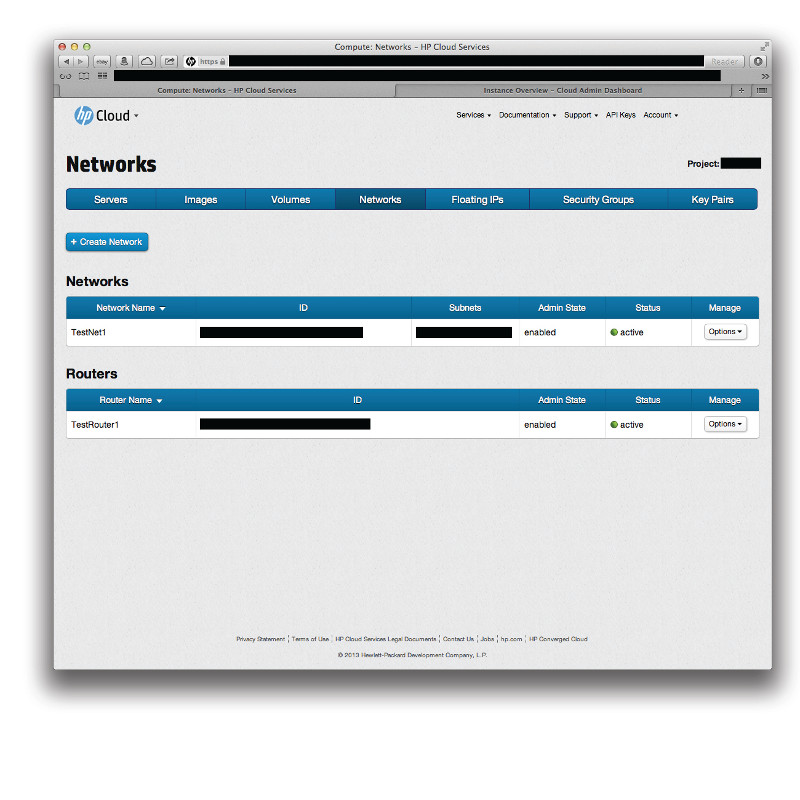 Compute: Networks – HP Cloud Services
ebay https Reader
Compute: Networks – HP Cloud Services Instance Overview – Cloud Admin Dashboard +
hp Cloud Services Documentation Support API Keys Account
Networks Project:
Servers Images Volumes Networks Floating IPs Security Groups Key Pairs
+ Create Network
Networks
Network Name ID Subnets Admin State Status Manage
TestNet1 enabled active Options
Routers
Router Name ID Admin State Status Manage
TestRouter1 enabled active Options
Privacy Statement | Terms of Use | HP Cloud Services Legal Documents | Contact Us | Jobs | hp.com | HP Converged Cloud
© 2013 Hewlett-Packard Development Company, L.P.